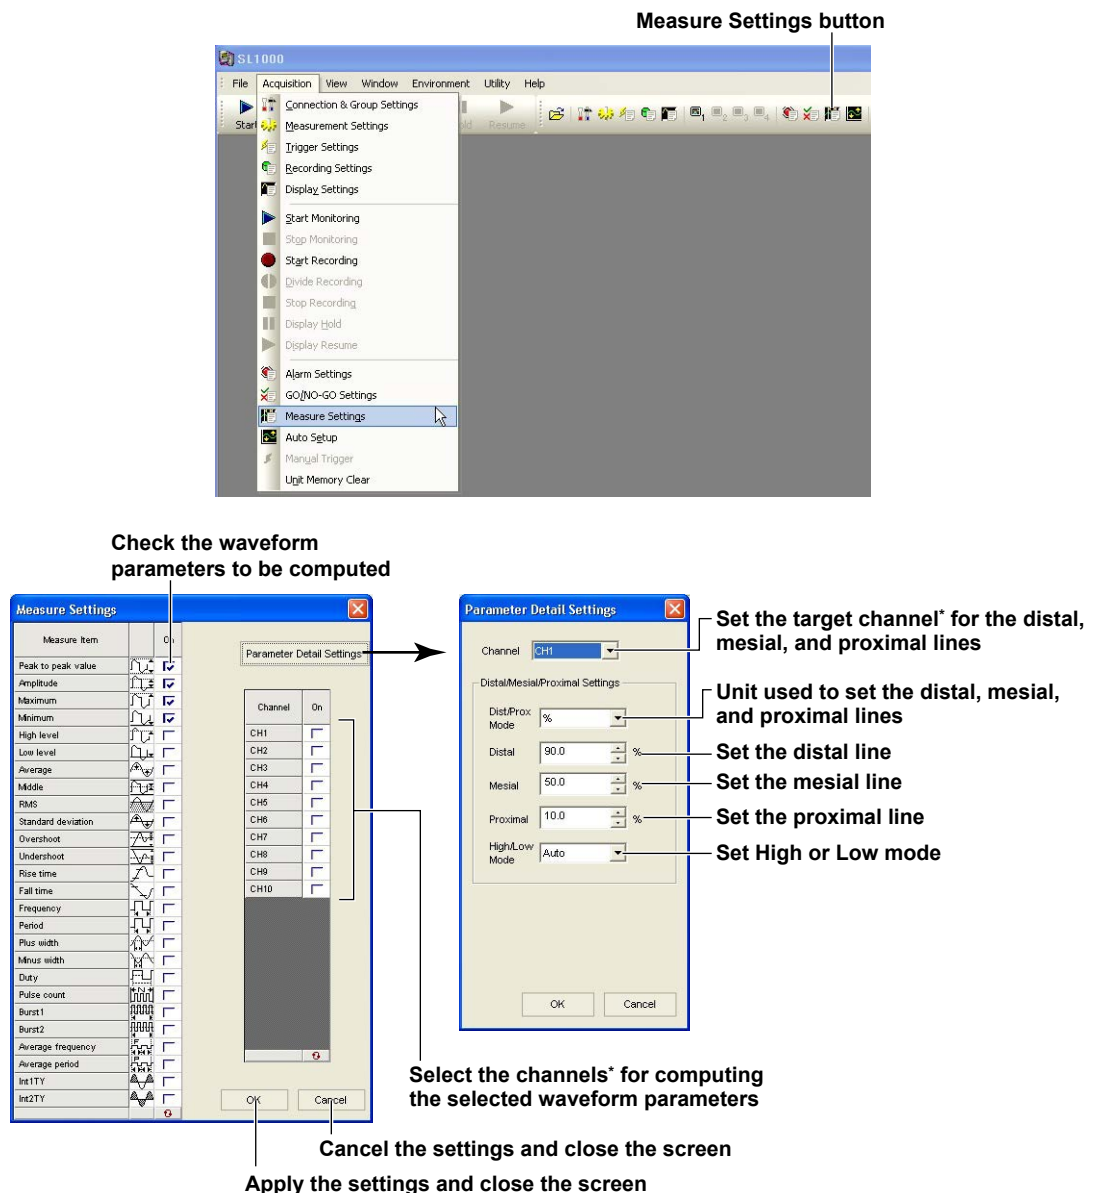 Measure Settings button
SL1000
File Acquisition View Window Environment Utility Help
Connection & Group Settings
Start
Measurement Settings
Resume
Trigger Settings
Recording Settings
Display Settings
Start Monitoring
Stop Monitoring
Start Recording
Divide Recording
Stop Recording
Display Hold
Display Resume
Alarm Settings
GO/NO-GO Settings
Measure Settings
Auto Setup
Manual Trigger
Unit Memory Clear
Check the waveform
parameters to be computed
Measure Settings
Measure Item On
Peak to peak value
Amplitude
Maximum
Minimum
High level
Low level
Average
Middle
RMS
Standard deviation
Overshoot
Undershoot
Rise time
Fall time
Frequency
Period
Plus width
Minus width
Duty
Pulse count
Burst1
Burst2
Average frequency
Average period
Int1TY
Int2TY
Parameter Detail Settings
Channel On
CH1
CH2
CH3
CH4
CH5
CH6
CH7
CH8
CH9
CH10
OK Cancel
Parameter Detail Settings
Channel CH1
Distal/Mesial/Proximal Settings
Dist/Prox
Mode
%
Distal 90.0 %
Mesial 50.0 %
Proximal 10.0 %
High/Low
Mode
Auto
OK Cancel
Set the target channel* for the distal,
mesial, and proximal lines
Unit used to set the distal, mesial,
and proximal lines
Set the distal line
Set the mesial line
Set the proximal line
Set High or Low mode
Select the channels* for computing
the selected waveform parameters
Cancel the settings and close the screen
Apply the settings and close the screen